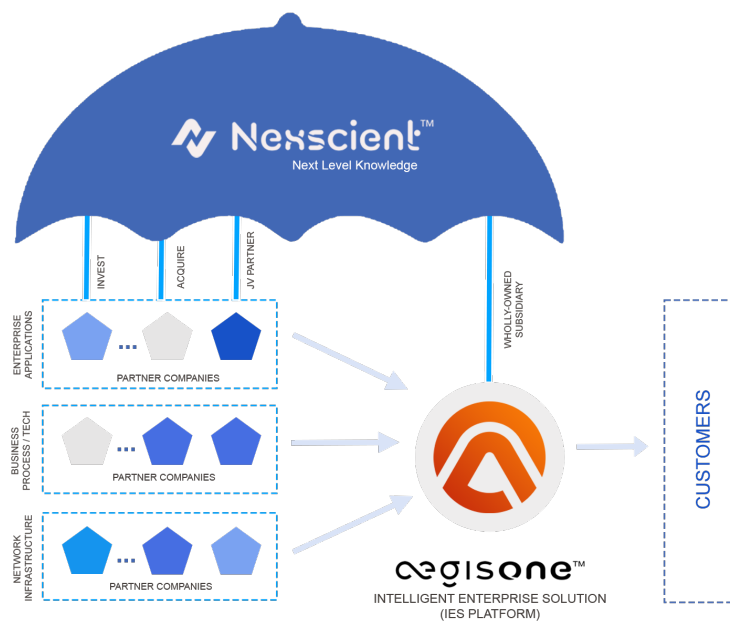 Nexscient™
Next Level Knowledge
INVEST
ACQUIRE
JV PARTNER
WHOLLY-OWNED
SUBSIDIARY
ENTERPRISE
APPLICATIONS
PARTNER COMPANIES
BUSINESS
PROCESS / TECH
PARTNER COMPANIES
NETWORK
INFRASTRUCTURE
PARTNER COMPANIES
aegisone™
INTELLIGENT ENTERPRISE SOLUTION
(IES PLATFORM)
CUSTOMERS